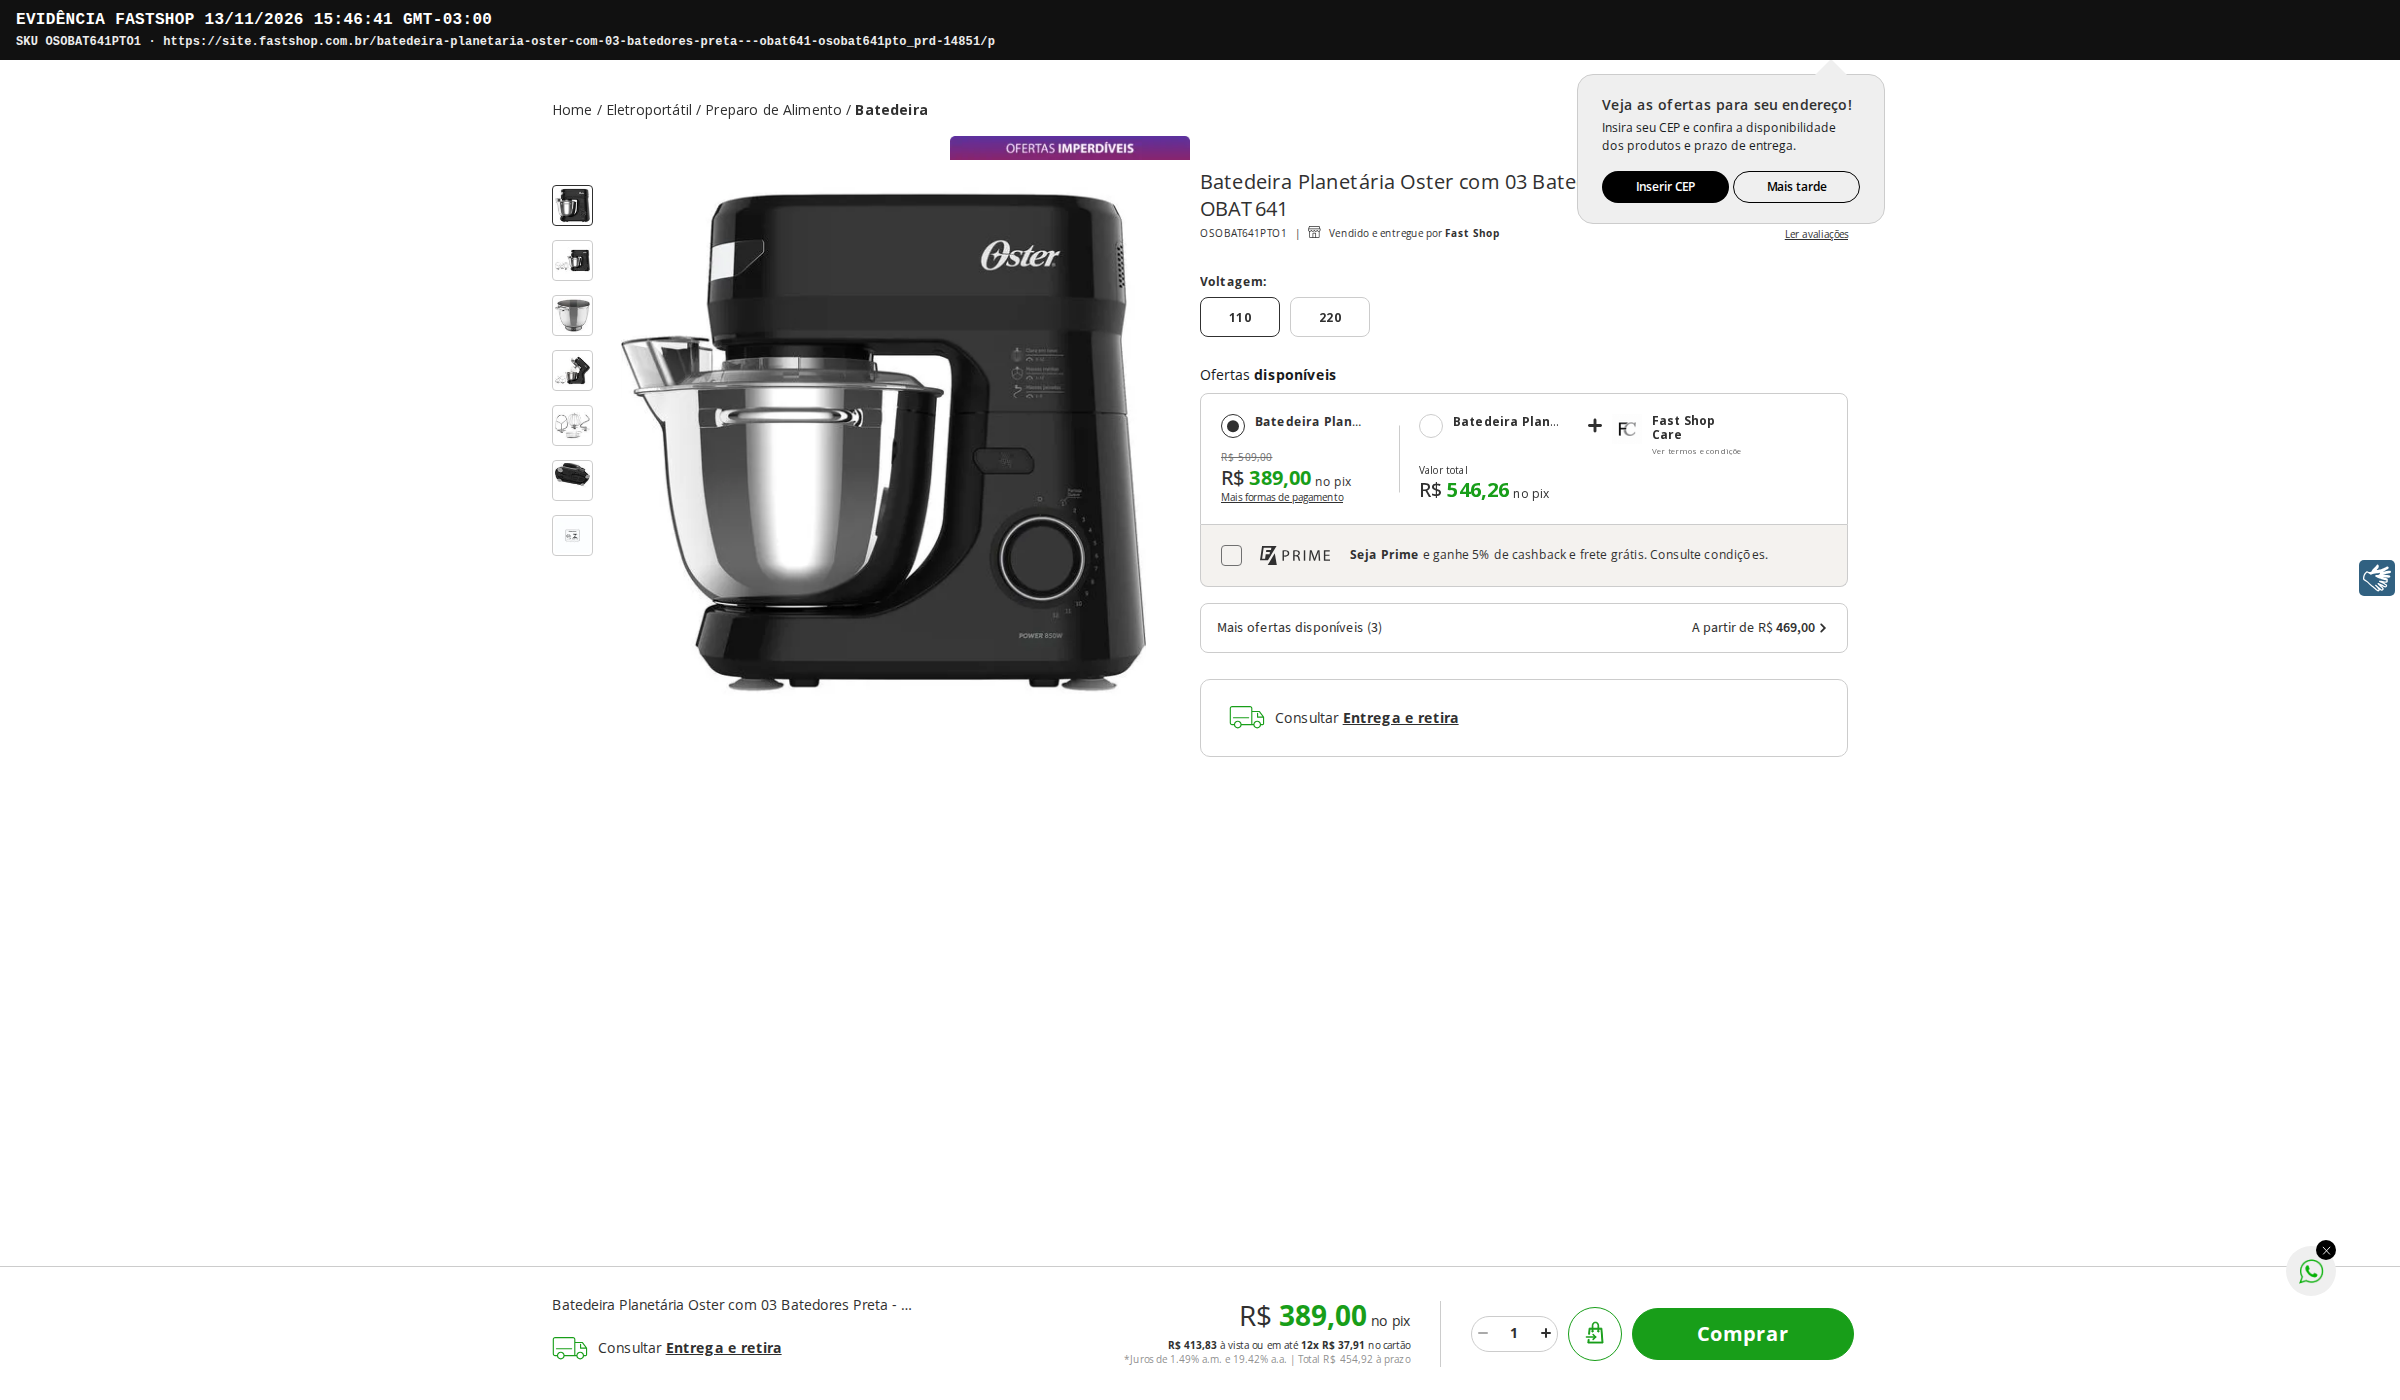 EVIDÊNCIA FASTSHOP 13/11/2026 15:46:41 GMT-03:00
SKU OSOBAT641PTO1 · https://site.fastshop.com.br/batedeira-planetaria-oster-com-03-batedores-preta---obat641-osobat641pto_prd-14851/p
Home / Eletroportátil / Preparo de Alimento / Batedeira
Veja as ofertas para seu endereço!
Insira seu CEP e confira a disponibilidade
dos produtos e prazo de entrega.
Inserir CEP
Mais tarde
OFERTAS IMPERDÍVEIS
Batedeira Planetária Oster com 03 Bate
OBAT641
OSOBAT641PTO1 | Vendido e entregue por Fast Shop
Ler avaliações
Oster
POWER 850W
Voltagem:
110
220
Ofertas disponíveis
Batedeira Plan...
R$ 509,00
R$ 389,00 no pix
Mais formas de pagamento
Batedeira Plan...
Valor total
R$ 546,26 no pix
+
FC
Fast Shop
Care
Ver termos e condiçõe
PRIME
Seja Prime e ganhe 5% de cashback e frete grátis. Consulte condições.
Mais ofertas disponíveis (3)
A partir de R$ 469,00
Consultar Entrega e retira
Batedeira Planetária Oster com 03 Batedores Preta - ...
Consultar Entrega e retira
R$ 389,00 no pix
R$ 413,83 à vista ou em até 12x R$ 37,91 no cartão
*Juros de 1.49% a.m. e 19.42% a.a. | Total R$ 454,92 à prazo
1
Comprar